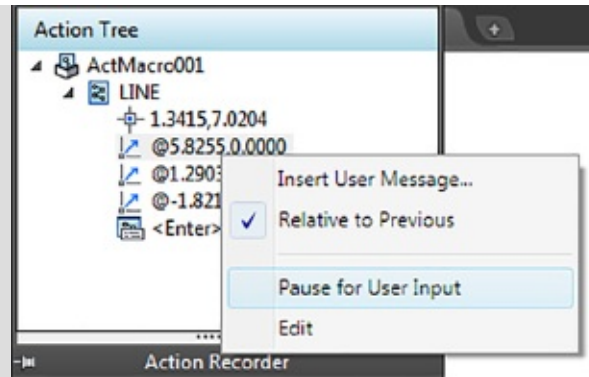 Action Tree
ActMacro001
LINE
1.3415,7.0204
@5.8255,0.0000
@1.2903
@-1.821
<Enter>
Insert User Message...
Relative to Previous
Pause for User Input
Edit
Action Recorder